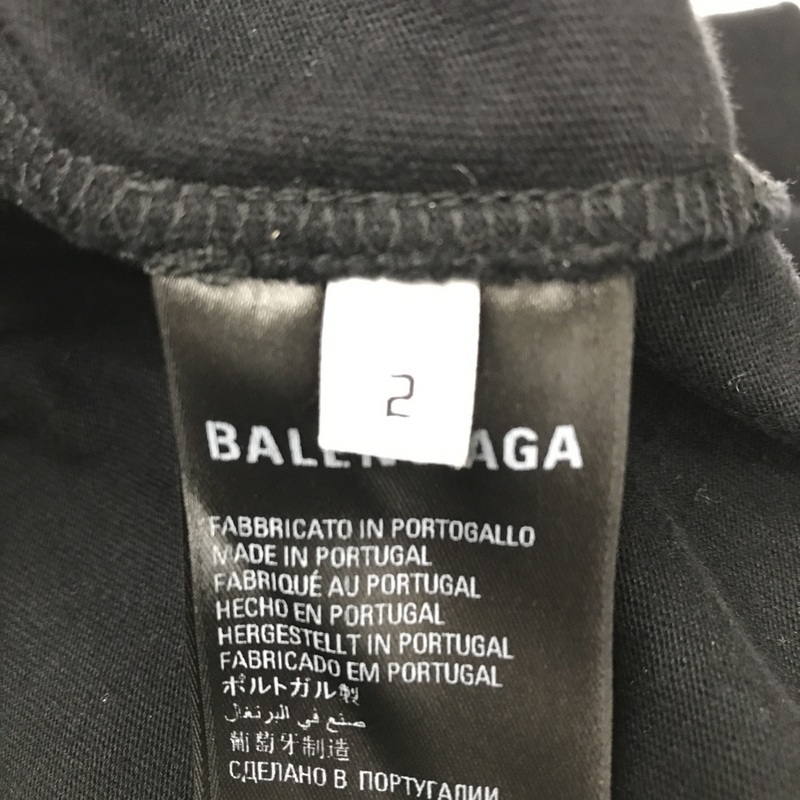 2
BALENCIAGA
FABBRICATO IN PORTOGALLO
MADE IN PORTUGAL
FABRIQUÉ AU PORTUGAL
HECHO EN PORTUGAL
HERGESTELLT IN PORTUGAL
FABRICADO EM PORTUGAL
ポルトガル製
صنع في البرتغال
葡萄牙制造
СДЕЛАНО В ПОРТУГАЛИИ